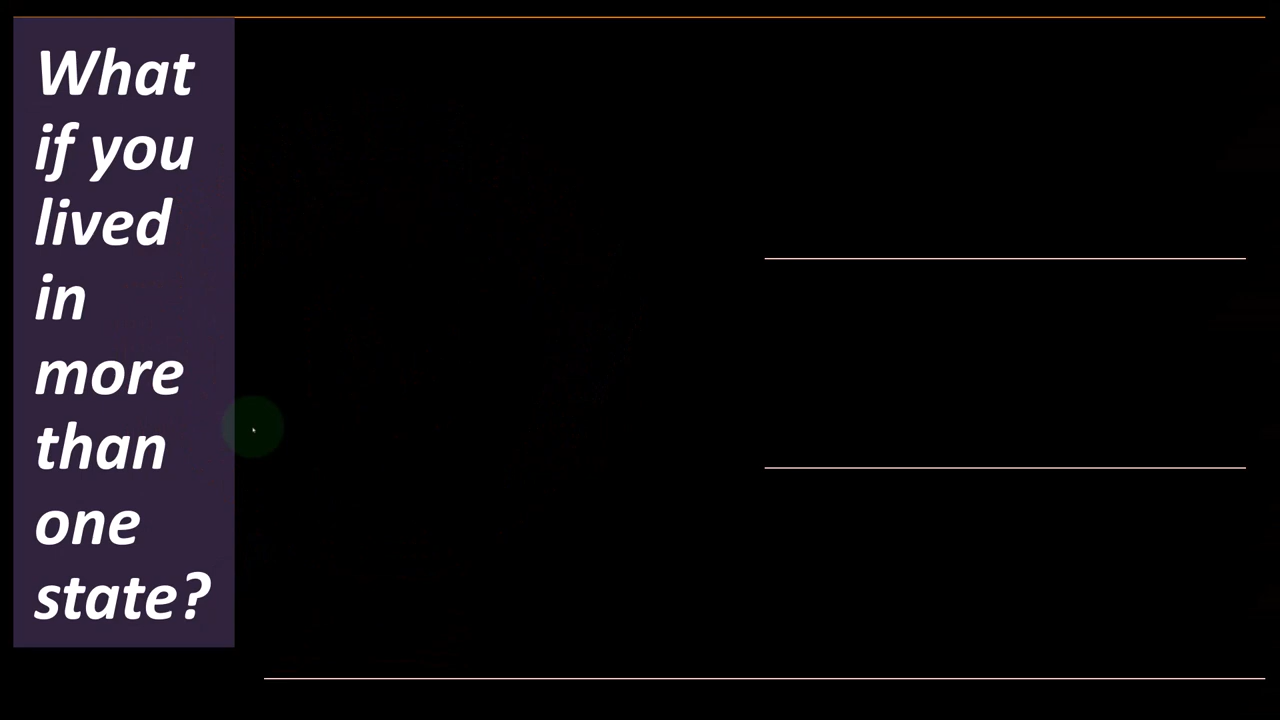 What
if you
lived
in
more
than
one
state?